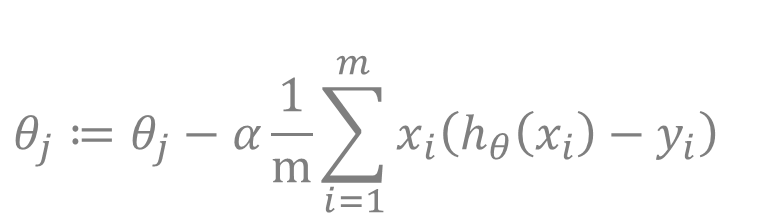 θⱼ ≔ θⱼ − α 1/m ∑ᵢ₌₁ᵐ xᵢ(h_θ(xᵢ) − yᵢ)